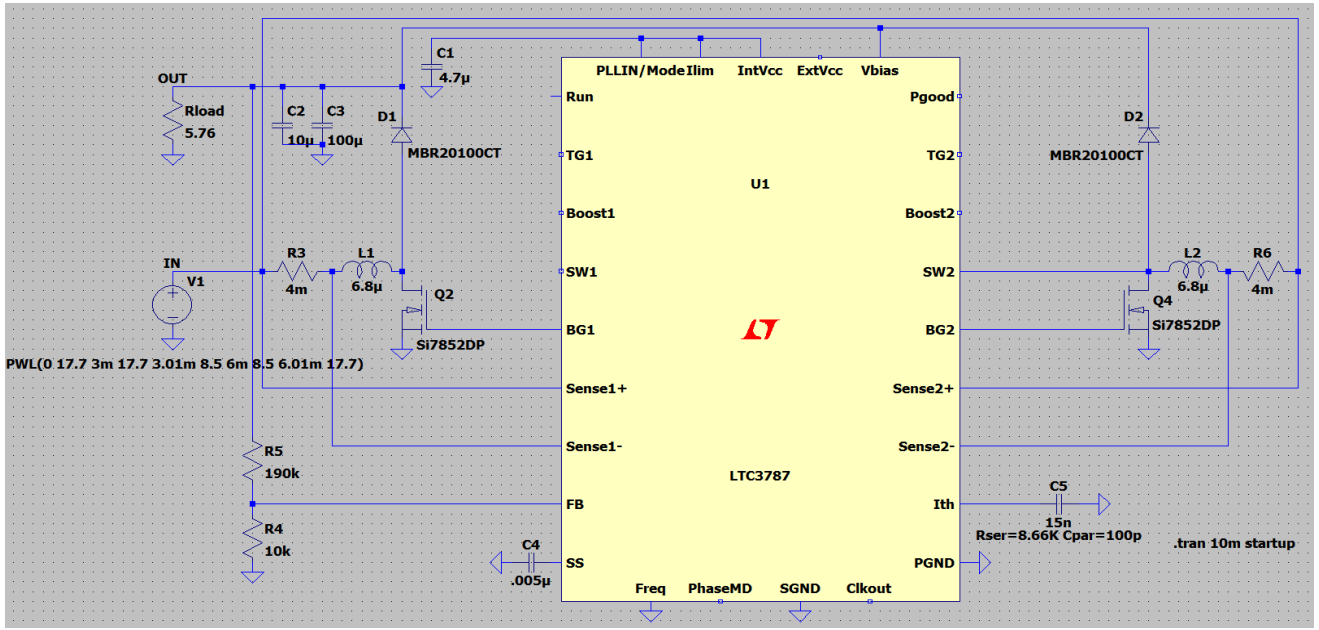 C1
4.7µ
PLLIN/Mode Ilim IntVcc ExtVcc Vbias
OUT
Rload
5.76
C2
10µ
C3
100µ
D1
MBR20100CT
Run
Pgood
D2
MBR20100CT
TG1
TG2
U1
Boost1
Boost2
IN
V1
R3
4m
L1
6.8µ
SW1
SW2
L2
6.8µ
R6
4m
Q2
Si7852DP
BG1
BG2
Q4
Si7852DP
PWL(0 17.7 3m 17.7 3.01m 8.5 6m 8.5 6.01m 17.7)
Sense1+
Sense2+
Sense1-
Sense2-
R5
190k
LTC3787
FB
Ith
C5
15n
Rser=8.66K Cpar=100p
R4
10k
.tran 10m startup
C4
.005µ
SS
PGND
Freq PhaseMD SGND Clkout